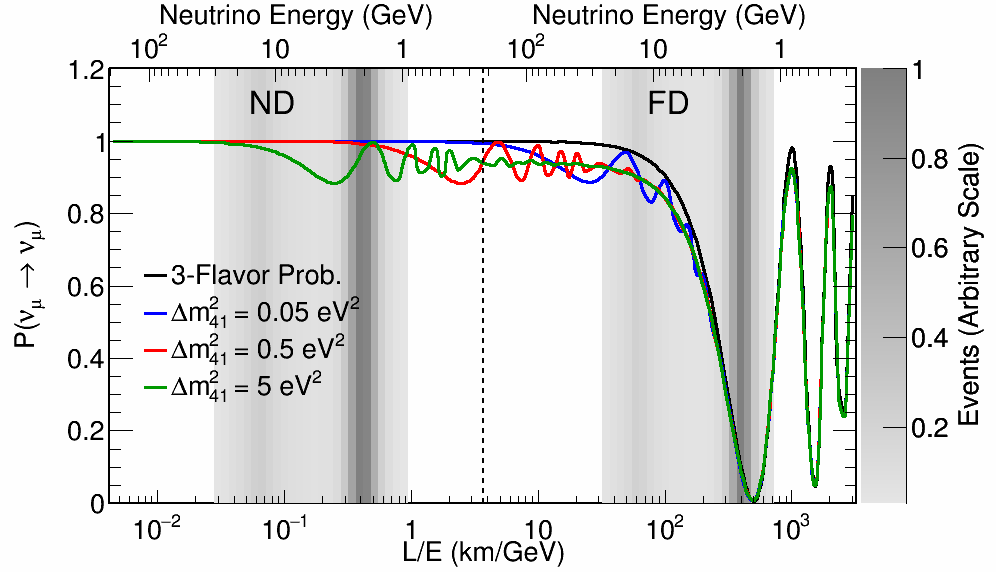 Neutrino Energy (GeV) Neutrino Energy (GeV)
10² 10 1 10² 10 1
ND FD
P(νμ → νμ)
1.2
1
0.8
0.6
0.4
0.2
0
3-Flavor Prob.
Δm²₄₁ = 0.05 eV²
Δm²₄₁ = 0.5 eV²
Δm²₄₁ = 5 eV²
10⁻² 10⁻¹ 1 10 10² 10³
L/E (km/GeV)
1
0.8
0.6
0.4
0.2
Events (Arbitrary Scale)